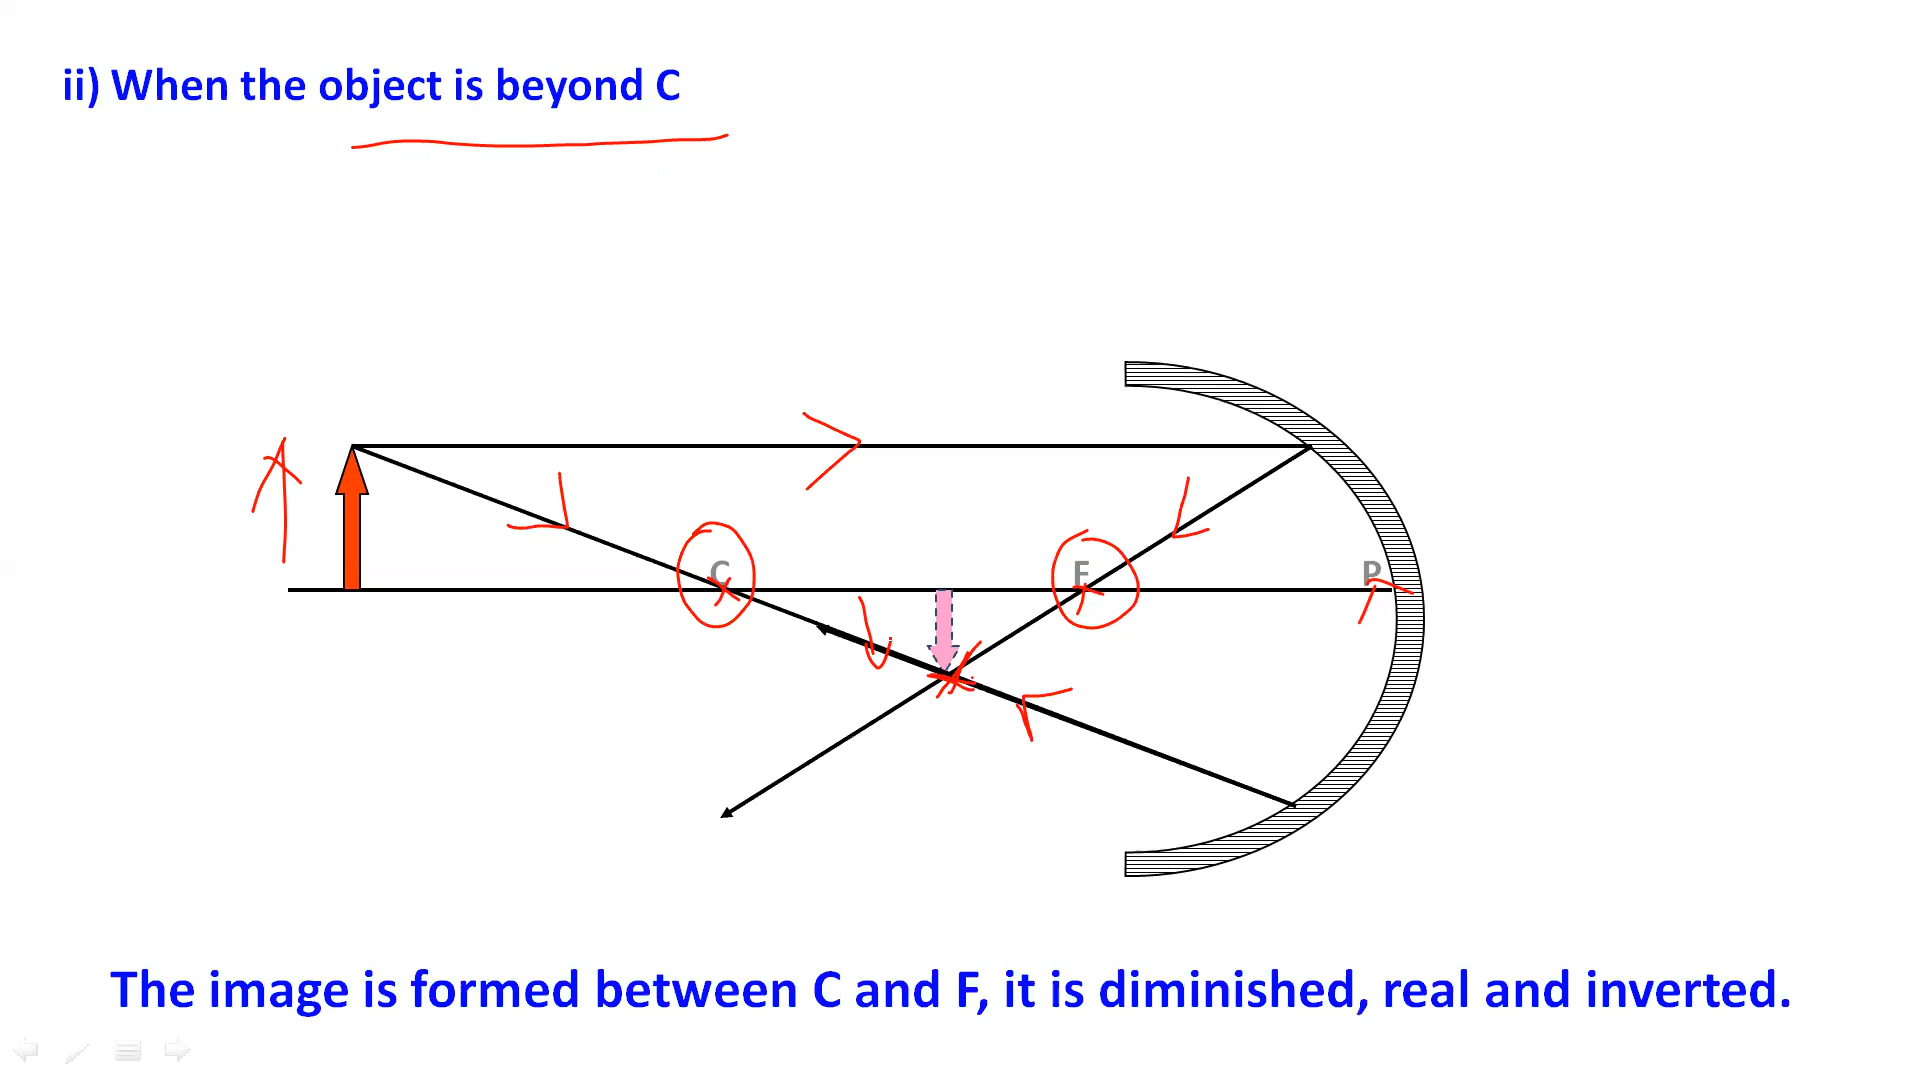 ii) When the object is beyond C
C F P
The image is formed between C and F, it is diminished, real and inverted.